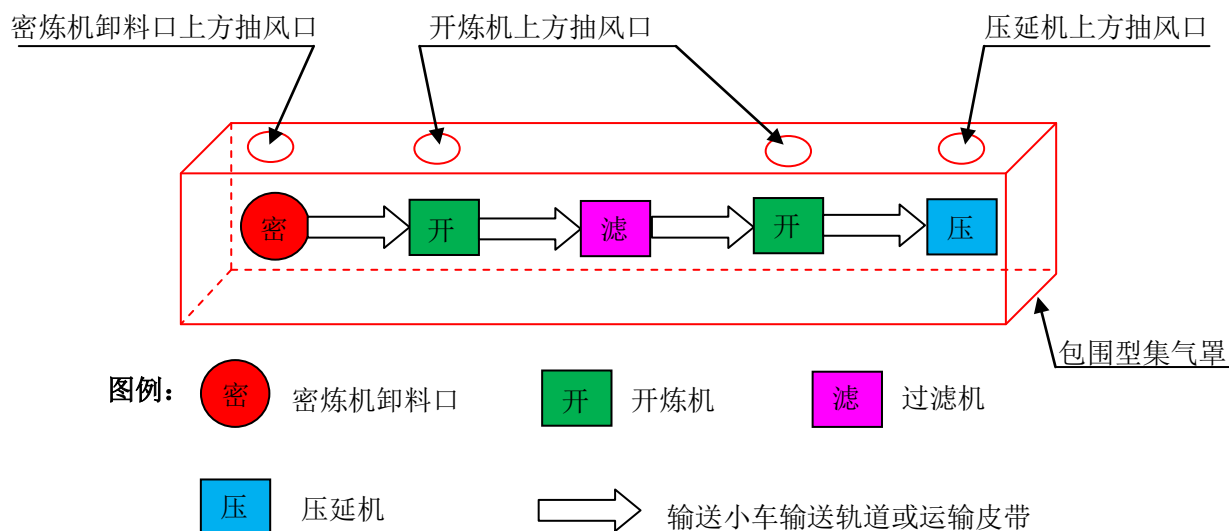 密炼机卸料口上方抽风口
开炼机上方抽风口
压延机上方抽风口
密
开
滤
开
压
包围型集气罩
图例：
密
密炼机卸料口
开
开炼机
滤
过滤机
压
压延机
输送小车输送轨道或运输皮带